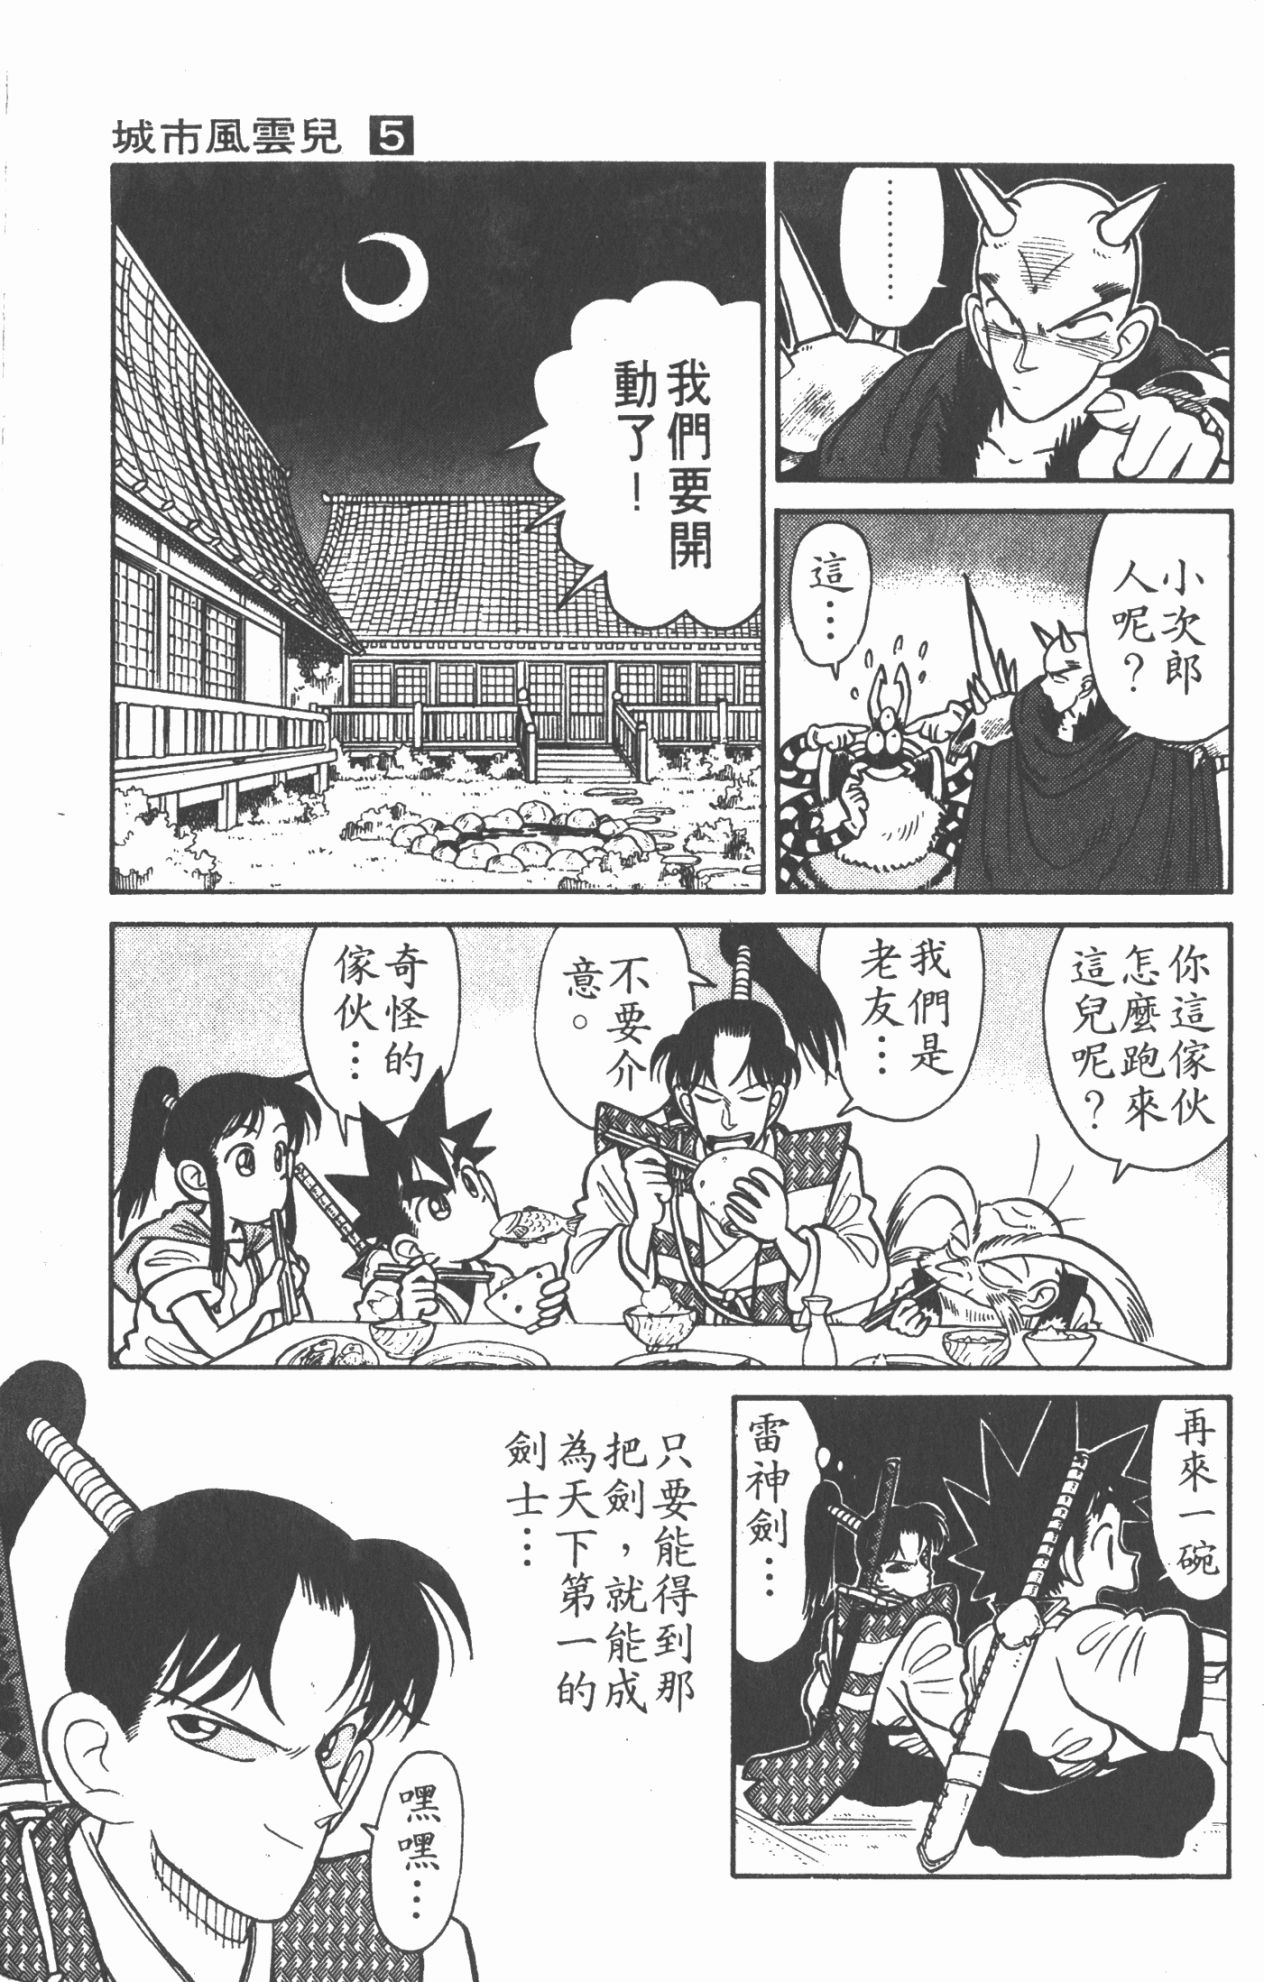 城市風雲兒 5
…………
小次郎
人呢？
這…
我們要開
動了！
你這傢伙
怎麼跑來
這兒呢？
我們是
老友…
不要介
意。
奇怪的
傢伙…
再來一碗
雷神劍…
只要能得到那
把劍，就能成
為天下第一的
劍士…
嘿嘿…